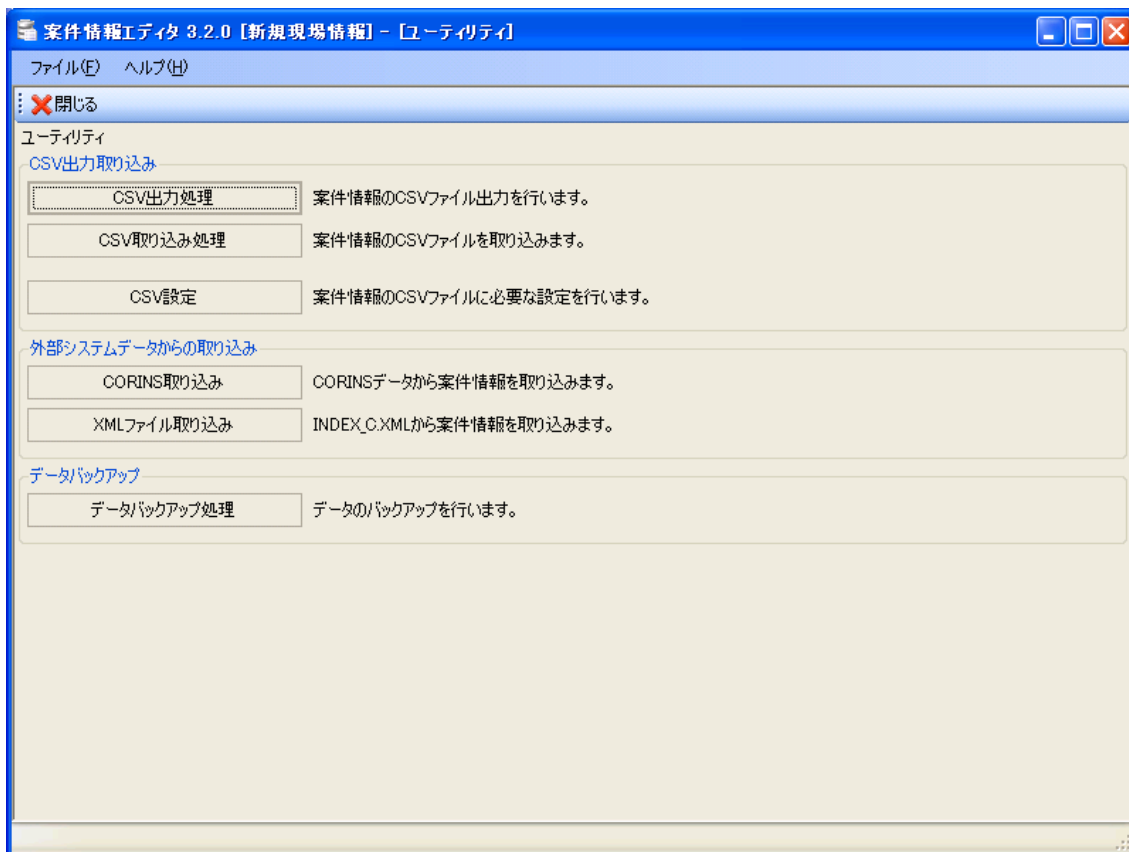 案件情報エディタ 3.2.0 [新規現場情報] - [ユーティリティ]
ファイル(F) ヘルプ(H)
閉じる
ユーティリティ
CSV出力取り込み
CSV出力処理 案件情報のCSVファイル出力を行います。
CSV取り込み処理 案件情報のCSVファイルを取り込みます。
CSV設定 案件情報のCSVファイルに必要な設定を行います。
外部システムデータからの取り込み
CORINS取り込み CORINSデータから案件情報を取り込みます。
XMLファイル取り込み INDEX_C.XMLから案件情報を取り込みます。
データバックアップ
データバックアップ処理 データのバックアップを行います。